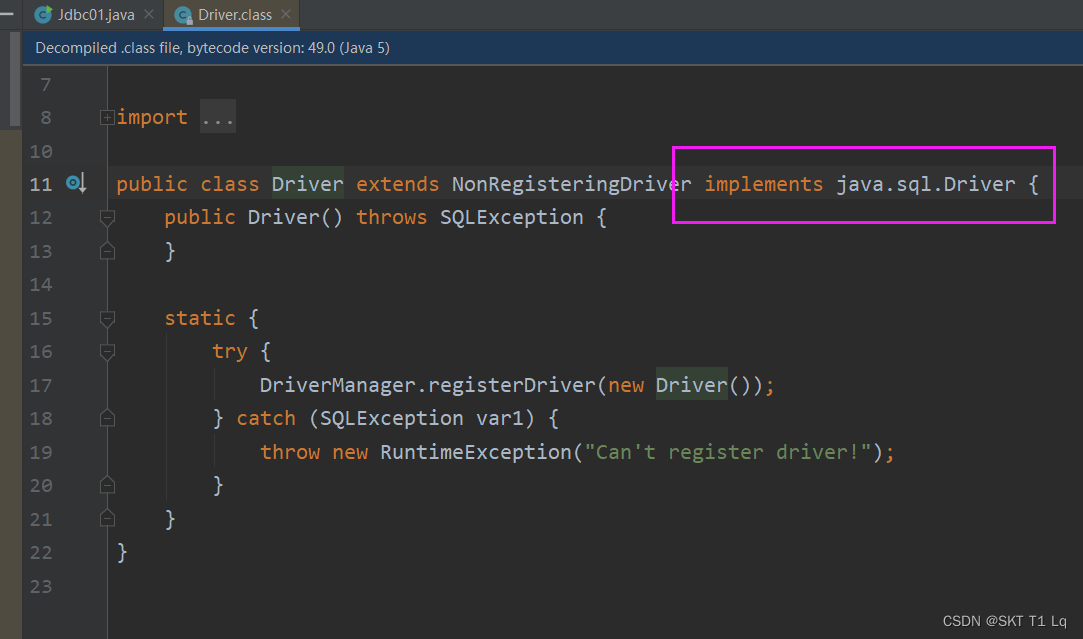 Jdbc01.java Driver.class
Decompiled .class file, bytecode version: 49.0 (Java 5)
7
8 import ...
10
11 public class Driver extends NonRegisteringDriver implements java.sql.Driver {
12 public Driver() throws SQLException {
13 }
14
15 static {
16 try {
17 DriverManager.registerDriver(new Driver());
18 } catch (SQLException var1) {
19 throw new RuntimeException("Can't register driver!");
20 }
21 }
22 }
23
CSDN @SKT T1 Lq